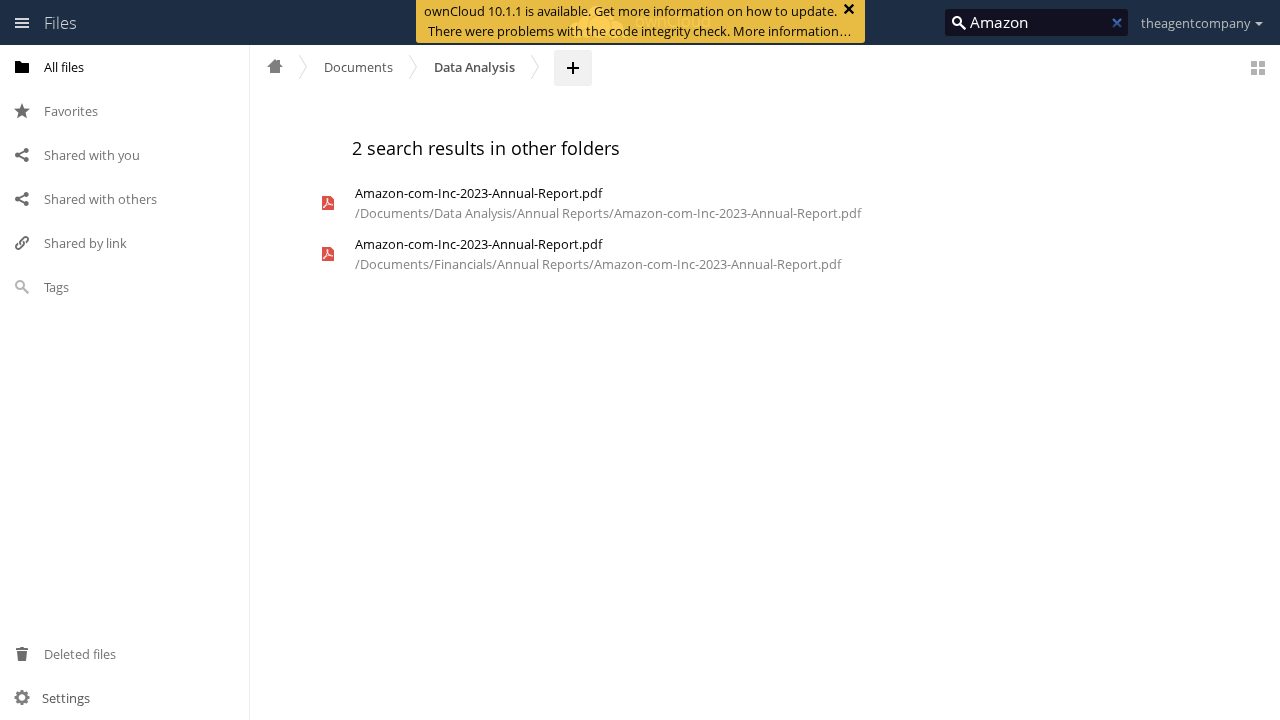 Files
ownCloud 10.1.1 is available. Get more information on how to update.
There were problems with the code integrity check. More information…
ownCloud
Amazon
theagentcompany
All files
Favorites
Shared with you
Shared with others
Shared by link
Tags
Deleted files
Settings
Documents
Data Analysis
2 search results in other folders
Amazon-com-Inc-2023-Annual-Report.pdf
/Documents/Data Analysis/Annual Reports/Amazon-com-Inc-2023-Annual-Report.pdf
Amazon-com-Inc-2023-Annual-Report.pdf
/Documents/Financials/Annual Reports/Amazon-com-Inc-2023-Annual-Report.pdf